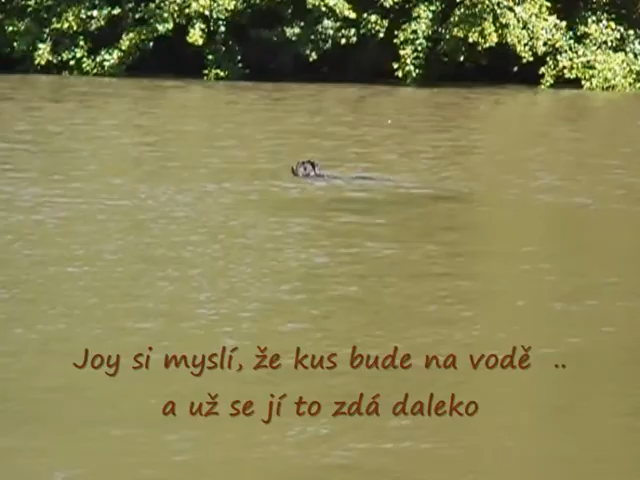 Joy si myslí, že kus bude na vodě  ..
a už se jí to zdá daleko